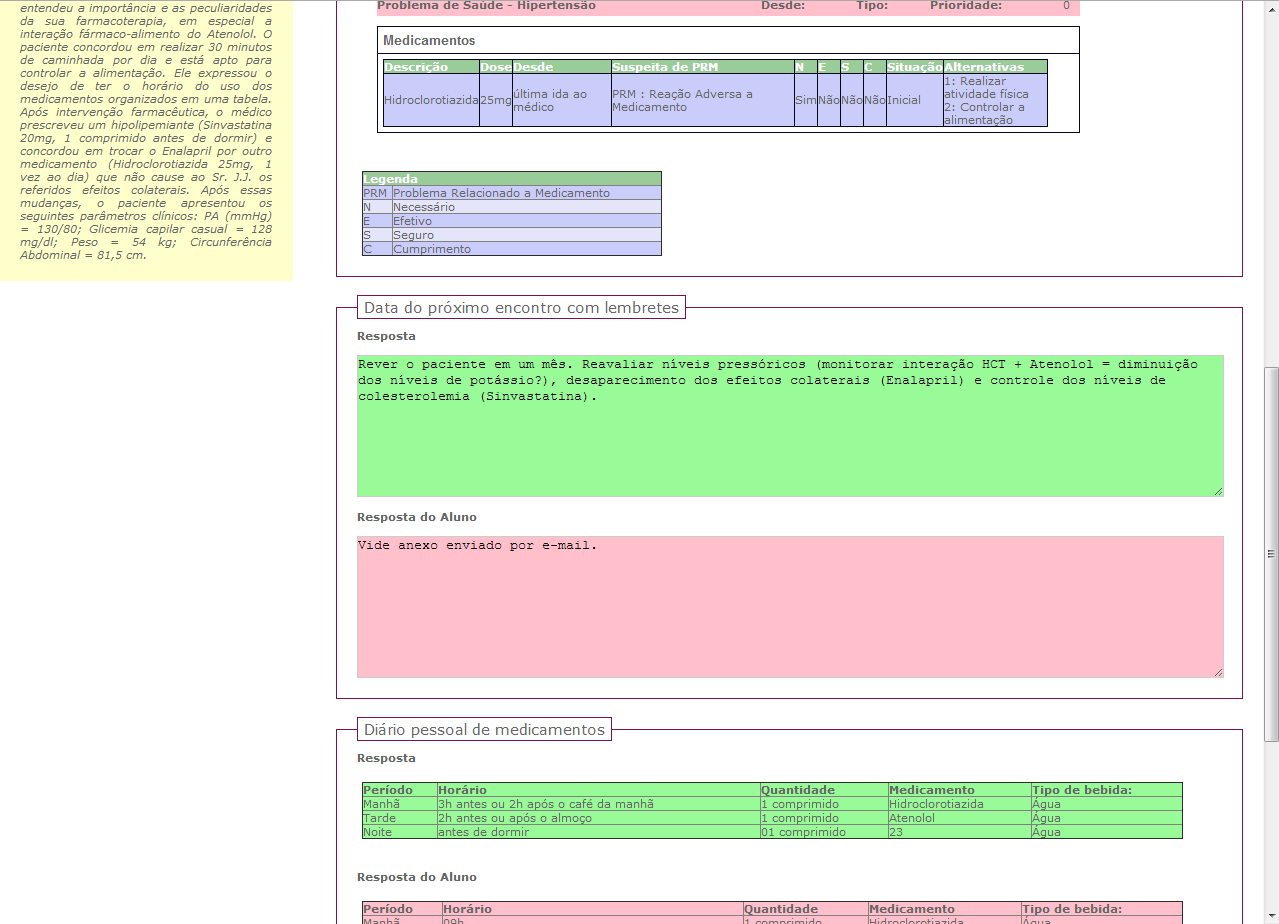 entendeu a importância e as peculiaridades
da sua farmacoterapia, em especial a
interação fármaco-alimento do Atenolol. O
paciente concordou em realizar 30 minutos
de caminhada por dia e está apto para
controlar a alimentação. Ele expressou o
desejo de ter o horário do uso dos
medicamentos organizados em uma tabela.
Após intervenção farmacêutica, o médico
prescreveu um hipolipemiante (Sinvastatina
20mg, 1 comprimido antes de dormir) e
concordou em trocar o Enalapril por outro
medicamento (Hidroclorotiazida 25mg, 1
vez ao dia) que não cause ao Sr. J.J. os
referidos efeitos colaterais. Após essas
mudanças, o paciente apresentou os
seguintes parâmetros clínicos: PA (mmHg)
= 130/80; Glicemia capilar casual = 128
mg/dl; Peso = 54 kg; Circunferência
Abdominal = 81,5 cm.
Problema de Saúde - Hipertensão Desde: Tipo: Prioridade: 0
Medicamentos
Descrição Dose Desde Suspeita de PRM N E S C Situação Alternativas
Hidroclorotiazida 25mg última ida ao médico PRM : Reação Adversa a Medicamento Sim Não Não Não Inicial 1: Realizar atividade física 2: Controlar a alimentação
Legenda
PRM Problema Relacionado a Medicamento
N Necessário
E Efetivo
S Seguro
C Cumprimento
Data do próximo encontro com lembretes
Resposta
Rever o paciente em um mês. Reavaliar níveis pressóricos (monitorar interação HCT + Atenolol = diminuição
dos níveis de potássio?), desaparecimento dos efeitos colaterais (Enalapril) e controle dos níveis de
colesterolemia (Sinvastatina).
Resposta do Aluno
Vide anexo enviado por e-mail.
Diário pessoal de medicamentos
Resposta
Período Horário Quantidade Medicamento Tipo de bebida:
Manhã 3h antes ou 2h após o café da manhã 1 comprimido Hidroclorotiazida Água
Tarde 2h antes ou após o almoço 1 comprimido Atenolol Água
Noite antes de dormir 01 comprimido 23 Água
Resposta do Aluno
Período Horário Quantidade Medicamento Tipo de bebida:
Manhã 09h 1 comprimido Hidroclorotiazida Água